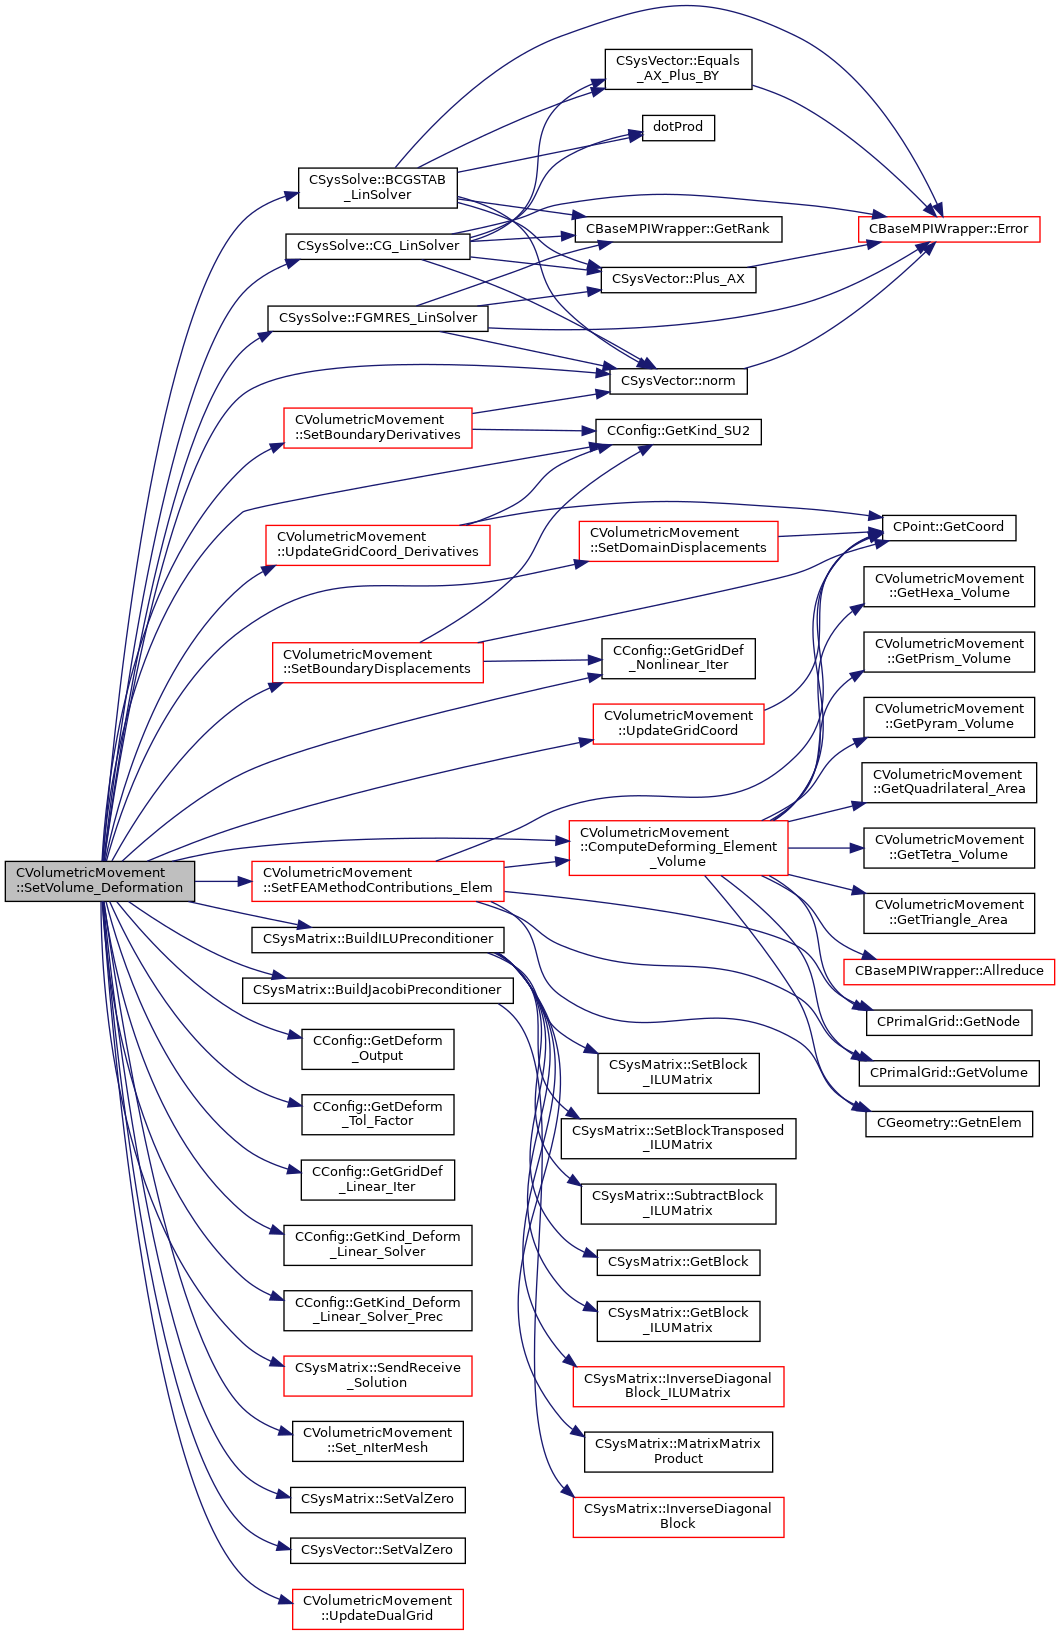 CVolumetricMovement
::SetVolume_Deformation
CSysSolve::BCGSTAB
_LinSolver
CSysSolve::CG_LinSolver
CSysSolve::FGMRES_LinSolver
CVolumetricMovement
::SetBoundaryDerivatives
CVolumetricMovement
::UpdateGridCoord_Derivatives
CVolumetricMovement
::SetBoundaryDisplacements
CVolumetricMovement
::SetFEAMethodContributions_Elem
CSysMatrix::BuildILUPreconditioner
CSysMatrix::BuildJacobiPreconditioner
CConfig::GetDeform
_Output
CConfig::GetDeform
_Tol_Factor
CConfig::GetGridDef
_Linear_Iter
CConfig::GetKind_Deform
_Linear_Solver
CConfig::GetKind_Deform
_Linear_Solver_Prec
CSysMatrix::SendReceive
_Solution
CVolumetricMovement
::Set_nIterMesh
CSysMatrix::SetValZero
CSysVector::SetValZero
CVolumetricMovement
::UpdateDualGrid
CSysVector::Equals
_AX_Plus_BY
dotProd
CBaseMPIWrapper::GetRank
CSysVector::Plus_AX
CSysVector::norm
CConfig::GetKind_SU2
CVolumetricMovement
::SetDomainDisplacements
CConfig::GetGridDef
_Nonlinear_Iter
CVolumetricMovement
::UpdateGridCoord
CVolumetricMovement
::ComputeDeforming_Element
_Volume
CSysMatrix::SetBlock
_ILUMatrix
CSysMatrix::SetBlockTransposed
_ILUMatrix
CSysMatrix::SubtractBlock
_ILUMatrix
CSysMatrix::GetBlock
CSysMatrix::GetBlock
_ILUMatrix
CSysMatrix::InverseDiagonal
Block_ILUMatrix
CSysMatrix::MatrixMatrix
Product
CSysMatrix::InverseDiagonal
Block
CBaseMPIWrapper::Error
CPoint::GetCoord
CVolumetricMovement
::GetHexa_Volume
CVolumetricMovement
::GetPrism_Volume
CVolumetricMovement
::GetPyram_Volume
CVolumetricMovement
::GetQuadrilateral_Area
CVolumetricMovement
::GetTetra_Volume
CVolumetricMovement
::GetTriangle_Area
CBaseMPIWrapper::Allreduce
CPrimalGrid::GetNode
CPrimalGrid::GetVolume
CGeometry::GetnElem